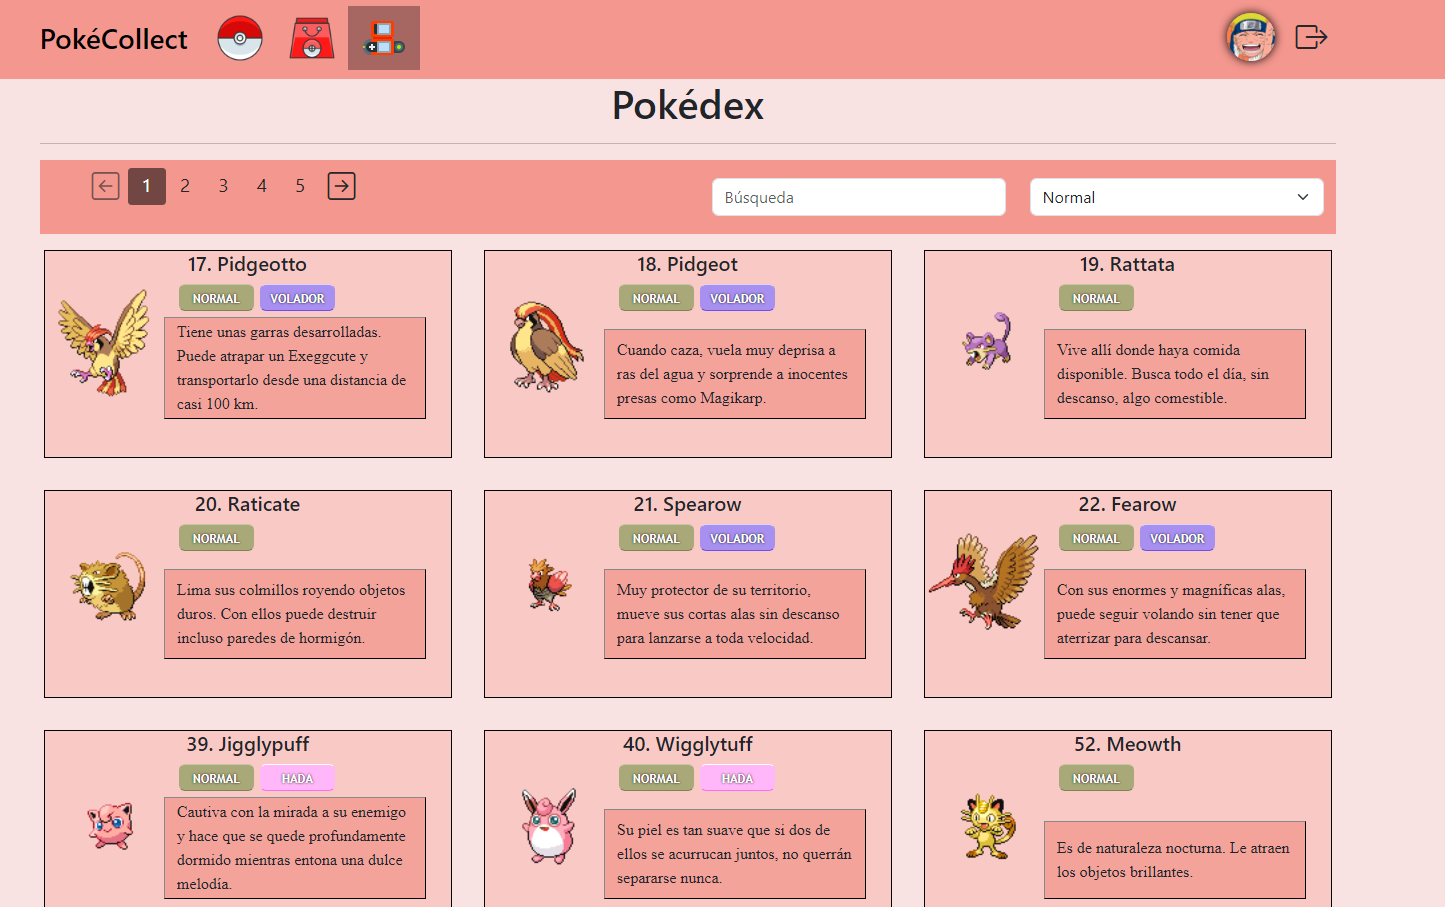 PokéCollect
Pokédex
1 2 3 4 5
Búsqueda
Normal
17. Pidgeotto
NORMAL VOLADOR
Tiene unas garras desarrolladas.
Puede atrapar un Exeggcute y
transportarlo desde una distancia de
casi 100 km.
18. Pidgeot
NORMAL VOLADOR
Cuando caza, vuela muy deprisa a
ras del agua y sorprende a inocentes
presas como Magikarp.
19. Rattata
NORMAL
Vive allí donde haya comida
disponible. Busca todo el día, sin
descanso, algo comestible.
20. Raticate
NORMAL
Lima sus colmillos royendo objetos
duros. Con ellos puede destruir
incluso paredes de hormigón.
21. Spearow
NORMAL VOLADOR
Muy protector de su territorio,
mueve sus cortas alas sin descanso
para lanzarse a toda velocidad.
22. Fearow
NORMAL VOLADOR
Con sus enormes y magníficas alas,
puede seguir volando sin tener que
aterrizar para descansar.
39. Jigglypuff
NORMAL HADA
Cautiva con la mirada a su enemigo
y hace que se quede profundamente
dormido mientras entona una dulce
melodía.
40. Wigglytuff
NORMAL HADA
Su piel es tan suave que si dos de
ellos se acurrucan juntos, no querrán
separarse nunca.
52. Meowth
NORMAL
Es de naturaleza nocturna. Le atraen
los objetos brillantes.